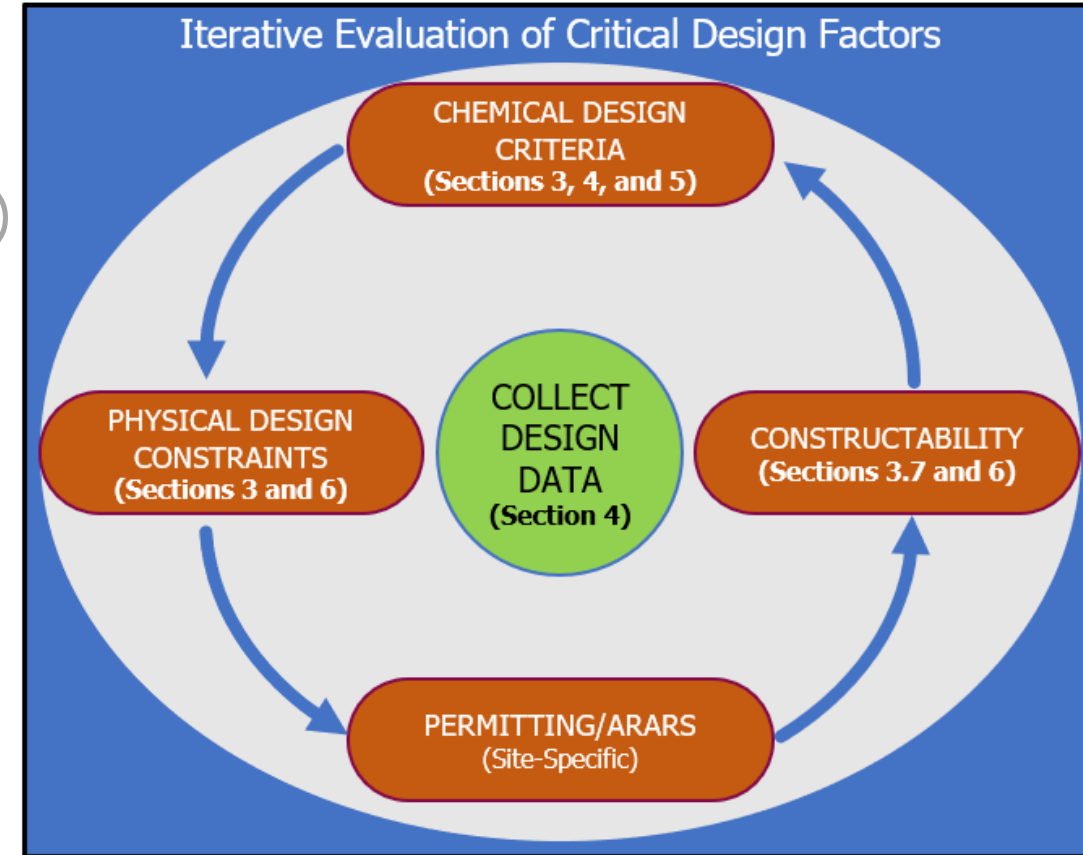 Iterative Evaluation of Critical Design Factors
CHEMICAL DESIGN
CRITERIA
(Sections 3, 4, and 5)
PHYSICAL DESIGN
CONSTRAINTS
(Sections 3 and 6)
COLLECT
DESIGN
DATA
(Section 4)
CONSTRUCTABILITY
(Sections 3.7 and 6)
PERMITTING/ARARS
(Site-Specific)